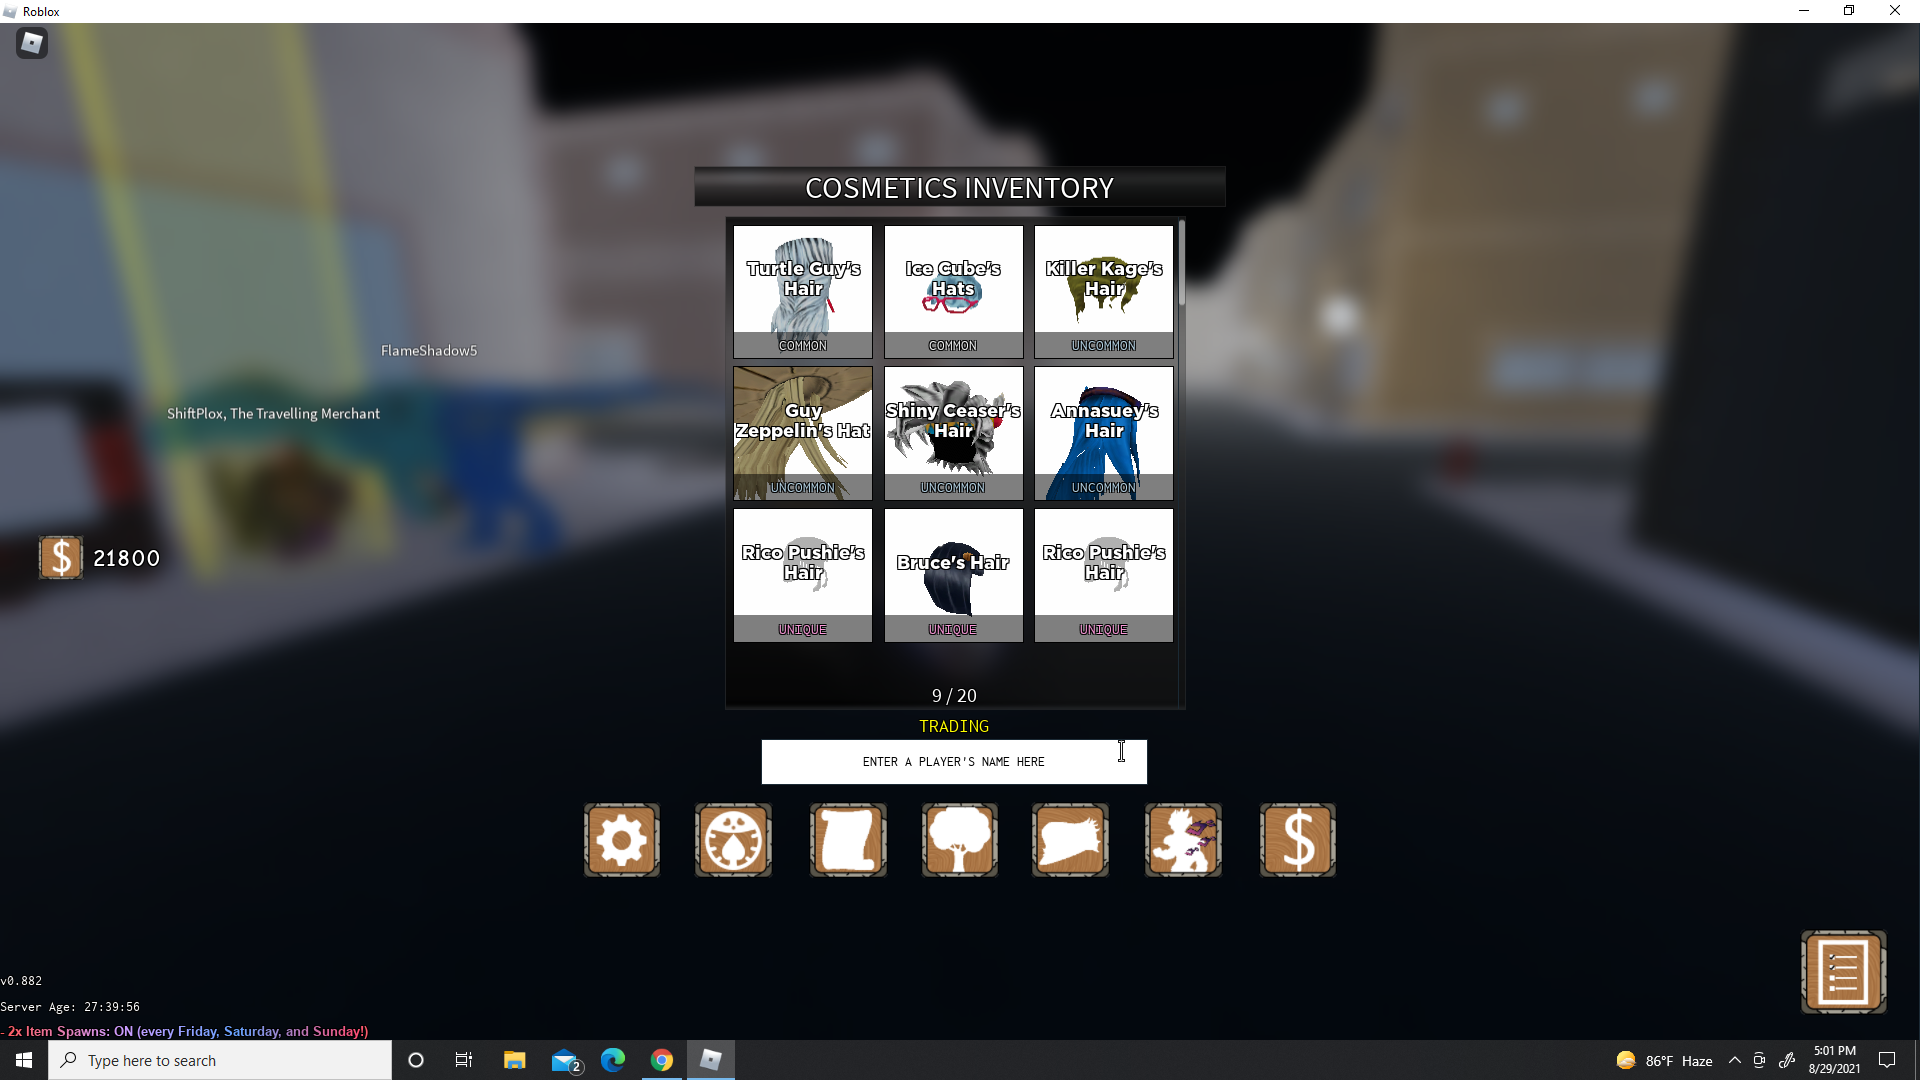 Roblox
COSMETICS INVENTORY
Turtle Guy's
Hair
COMMON
Ice Cube's
Hats
COMMON
Killer Kage's
Hair
UNCOMMON
FlameShadow5
ShiftPlox, The Travelling Merchant
Guy
Zeppelin's Hat
UNCOMMON
Shiny Ceaser's
Hair
UNCOMMON
Annasuey's
Hair
UNCOMMON
$ 21800
Rico Pushie's
Hair
UNIQUE
Bruce's Hair
UNIQUE
Rico Pushie's
Hair
UNIQUE
9 / 20
TRADING
ENTER A PLAYER'S NAME HERE
$
v0.882
Server Age: 27:39:56
- 2x Item Spawns: ON (every Friday, Saturday, and Sunday!)
Type here to search
2
86°F Haze
5:01 PM
8/29/2021